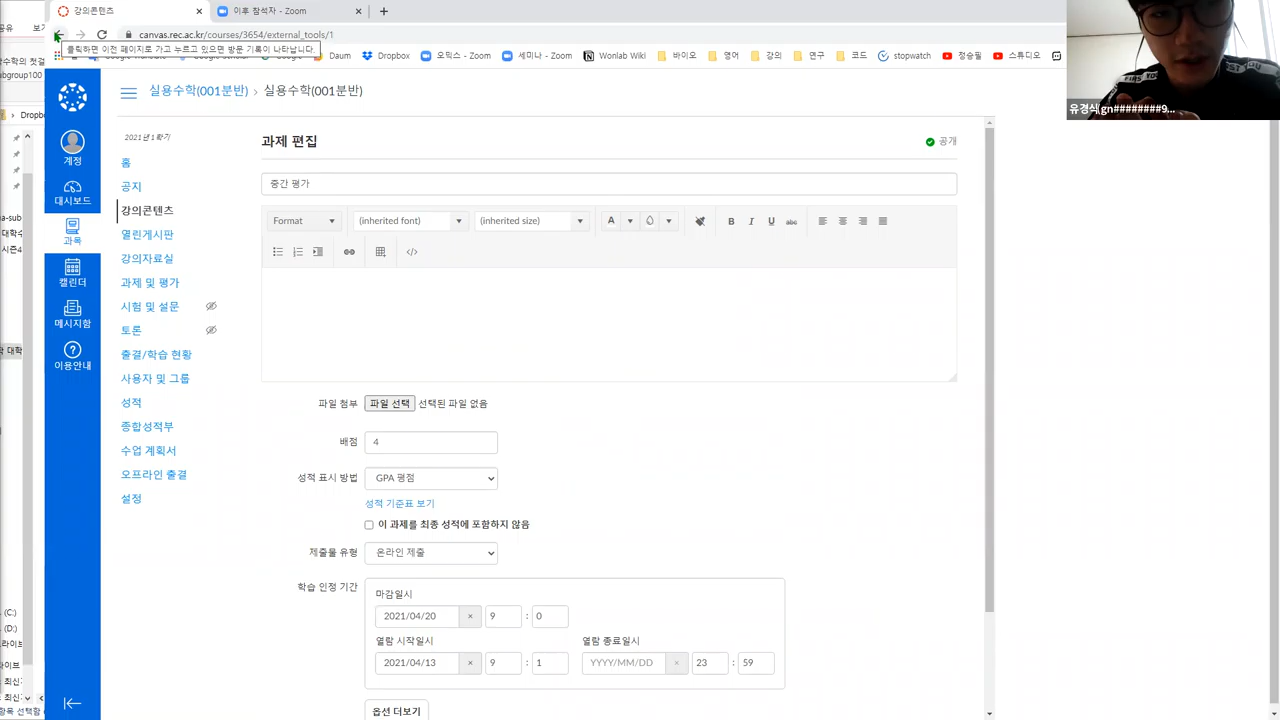 강의콘텐츠
이후 참석자 - Zoom
canvas.rec.ac.kr/courses/3654/external_tools/1
클릭하면 이전 페이지로 가고 누르고 있으면 방문 기록이 나타납니다.
Daum
Dropbox
오믹스 - Zoom
세미나 - Zoom
Wonlab Wiki
바이오
영어
강의
연구
코드
stopwatch
정승필
스튜디오
공유
보기
bgroup100
Dropbo
유경식(gn########9...
실용수학(001분반) › 실용수학(001분반)
계정
대시보드
과목
캘린더
메시지함
이용안내
2021년 1학기
홈
공지
강의콘텐츠
열린게시판
강의자료실
과제 및 평가
시험 및 설문
토론
출결/학습 현황
사용자 및 그룹
성적
종합성적부
수업 계획서
오프라인 출결
설정
과제 편집
공개
중간 평가
Format
(inherited font)
(inherited size)
파일 첨부 파일 선택 선택된 파일 없음
배점 4
성적 표시 방법 GPA 평점
성적 기준표 보기
이 과제를 최종 성적에 포함하지 않음
제출물 유형 온라인 제출
학습 인정 기간
마감일시
2021/04/20 × 9 : 0
열람 시작일시 열람 종료일시
2021/04/13 × 9 : 1 YYYY/MM/DD × 23 : 59
옵션 더보기
(C:)
(D:)